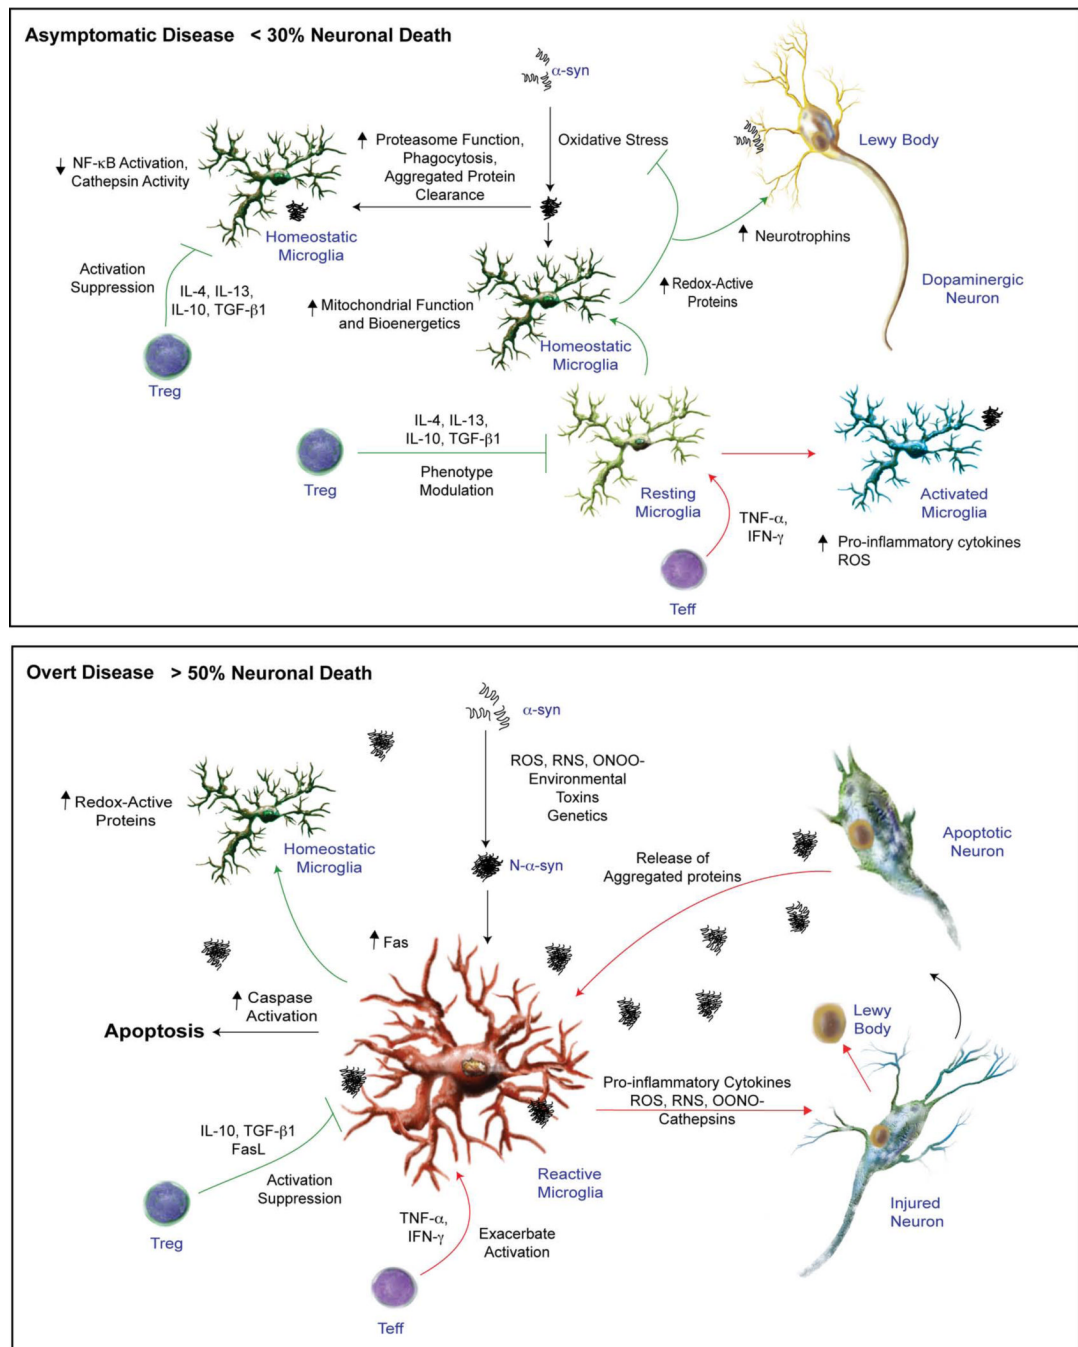 Asymptomatic Disease < 30% Neuronal Death
α-syn
Oxidative Stress
Lewy Body
↑ Proteasome Function,
Phagocytosis,
Aggregated Protein
Clearance
↓ NF-κB Activation,
Cathepsin Activity
Homeostatic
Microglia
↑ Neurotrophins
Dopaminergic
Neuron
Activation
Suppression
IL-4, IL-13,
IL-10, TGF-β1
↑ Mitochondrial Function
and Bioenergetics
↑ Redox-Active
Proteins
Homeostatic
Microglia
Treg
IL-4, IL-13,
IL-10, TGF-β1
Phenotype
Modulation
Treg
Resting
Microglia
Activated
Microglia
TNF-α,
IFN-γ
↑ Pro-inflammatory cytokines
ROS
Teff
Overt Disease > 50% Neuronal Death
α-syn
ROS, RNS, ONOO-
Environmental
Toxins
Genetics
↑ Redox-Active
Proteins
Homeostatic
Microglia
N-α-syn
Release of
Aggregated proteins
Apoptotic
Neuron
↑ Fas
↑ Caspase
Activation
Apoptosis
Lewy
Body
Pro-inflammatory Cytokines
ROS, RNS, OONO-
Cathepsins
IL-10, TGF-β1
FasL
Activation
Suppression
Reactive
Microglia
Injured
Neuron
Treg
TNF-α,
IFN-γ
Exacerbate
Activation
Teff